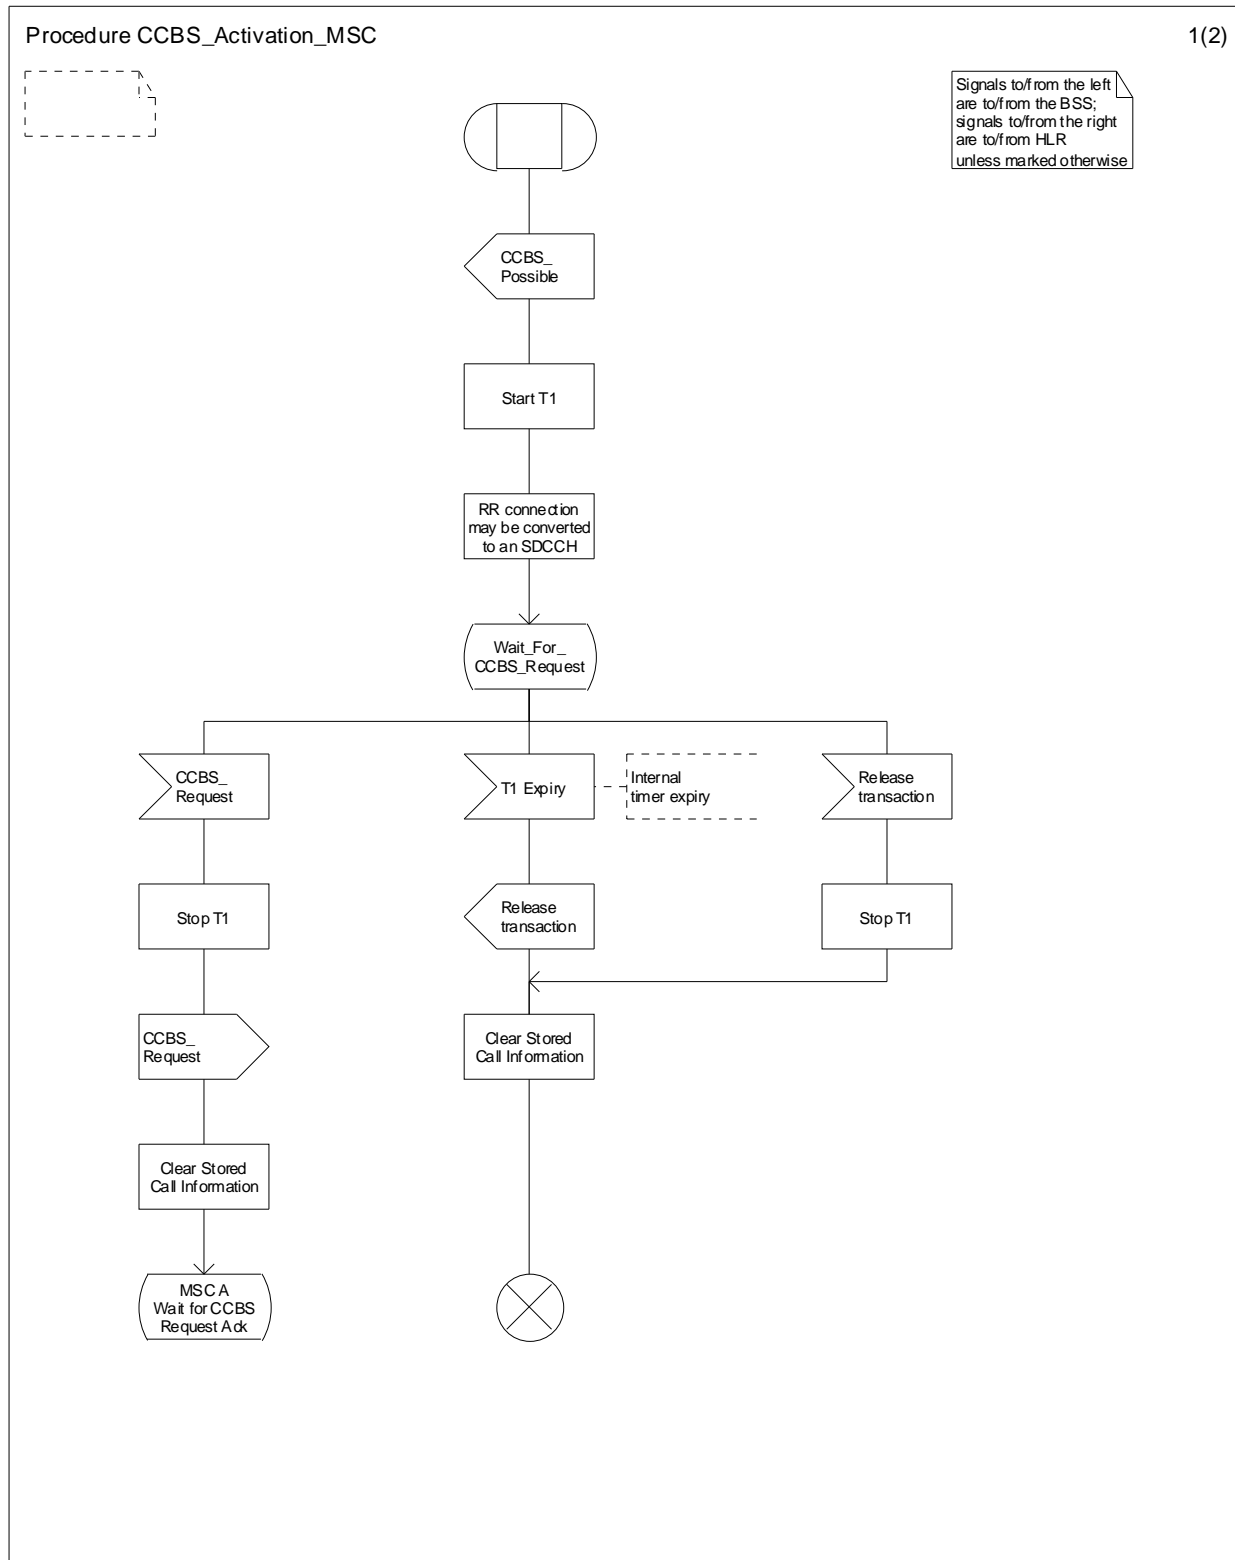 Procedure CCBS_Activation_MSC
1(2)
Signals to/from the left
are to/from the BSS;
signals to/from the right
are to/from HLR
unless marked otherwise
CCBS_
Possible
Start T1
RR connection
may be converted
to an SDCCH
Wait_For_
CCBS_Request
CCBS_
Request
T1 Expiry
Internal
timer expiry
Release
transaction
Stop T1
Release
transaction
Stop T1
CCBS_
Request
Clear Stored
Call Information
Clear Stored
Call Information
MSC A
Wait for CCBS
Request Ack